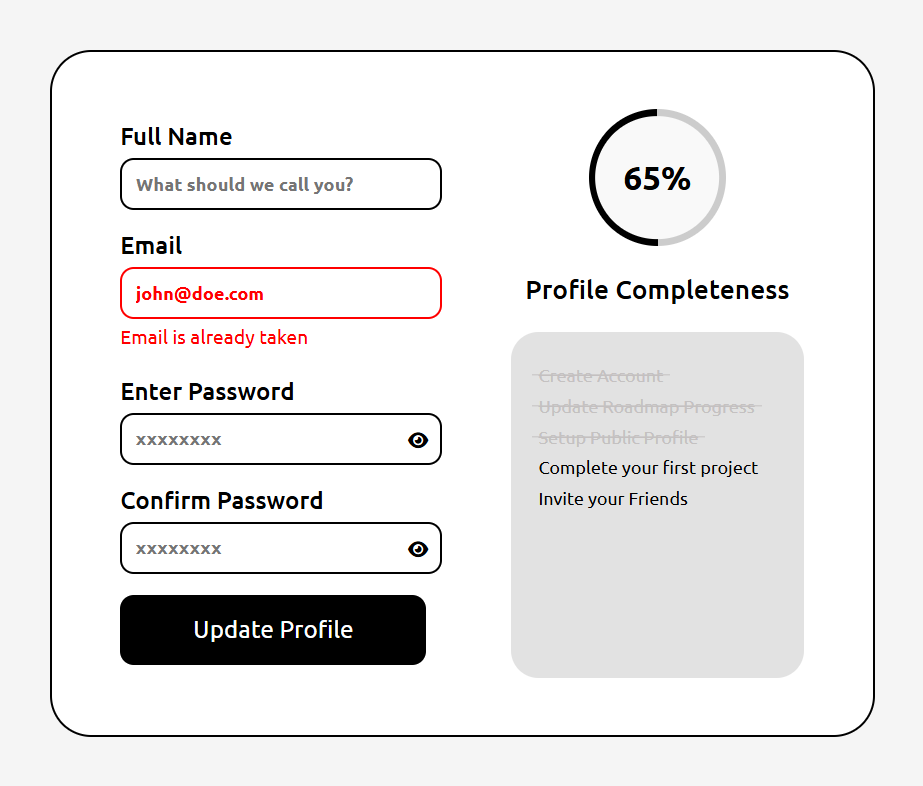 Full Name
What should we call you?
Email
john@doe.com
Email is already taken
Enter Password
xxxxxxxx
Confirm Password
xxxxxxxx
Update Profile
65%
Profile Completeness
Create Account
Update Roadmap Progress
Setup Public Profile
Complete your first project
Invite your Friends